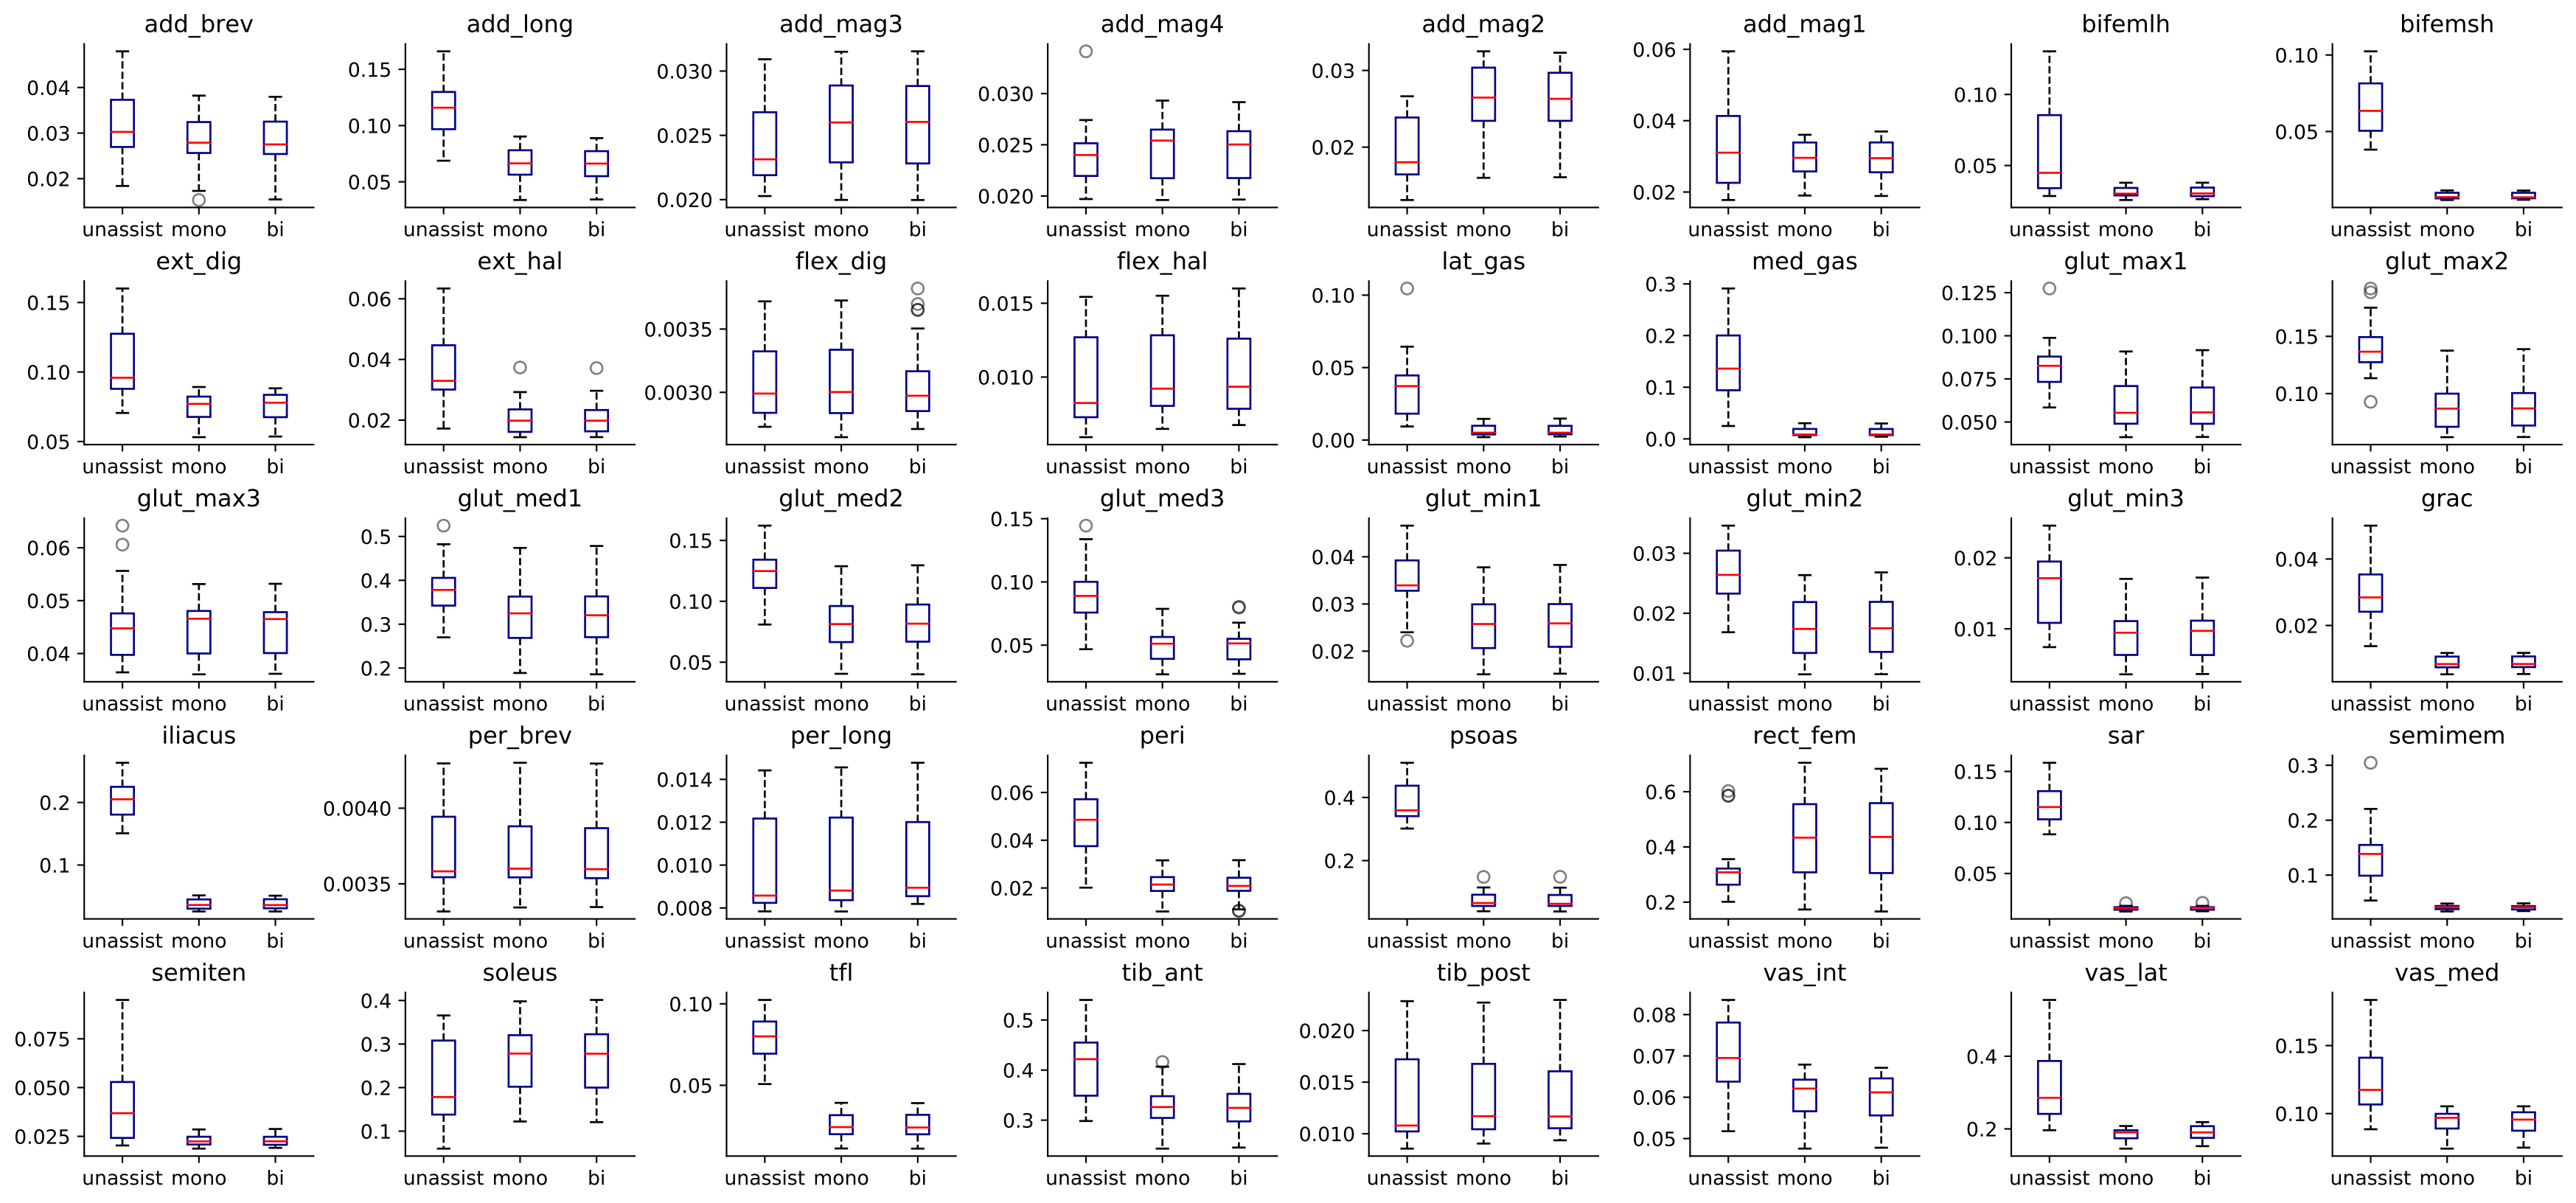 add_brev add_long add_mag3 add_mag4 add_mag2 add_mag1 bifemlh bifemsh
0.04 0.03 0.02 0.15 0.10 0.05 0.030 0.025 0.020 0.030 0.025 0.020 0.03 0.02 0.06 0.04 0.02 0.10 0.05 0.10 0.05
unassist mono bi unassist mono bi unassist mono bi unassist mono bi unassist mono bi unassist mono bi unassist mono bi unassist mono bi
ext_dig ext_hal flex_dig flex_hal lat_gas med_gas glut_max1 glut_max2
0.15 0.10 0.05 0.06 0.04 0.02 0.0035 0.0030 0.015 0.010 0.10 0.05 0.00 0.3 0.2 0.1 0.0 0.125 0.100 0.075 0.050 0.15 0.10
unassist mono bi unassist mono bi unassist mono bi unassist mono bi unassist mono bi unassist mono bi unassist mono bi unassist mono bi
glut_max3 glut_med1 glut_med2 glut_med3 glut_min1 glut_min2 glut_min3 grac
0.06 0.05 0.04 0.5 0.4 0.3 0.2 0.15 0.10 0.05 0.15 0.10 0.05 0.04 0.03 0.02 0.03 0.02 0.01 0.02 0.01 0.04 0.02
unassist mono bi unassist mono bi unassist mono bi unassist mono bi unassist mono bi unassist mono bi unassist mono bi unassist mono bi
iliacus per_brev per_long peri psoas rect_fem sar semimem
0.2 0.1 0.0040 0.0035 0.014 0.012 0.010 0.008 0.06 0.04 0.02 0.4 0.2 0.6 0.4 0.2 0.15 0.10 0.05 0.3 0.2 0.1
unassist mono bi unassist mono bi unassist mono bi unassist mono bi unassist mono bi unassist mono bi unassist mono bi unassist mono bi
semiten soleus tfl tib_ant tib_post vas_int vas_lat vas_med
0.075 0.050 0.025 0.4 0.3 0.2 0.1 0.10 0.05 0.5 0.4 0.3 0.020 0.015 0.010 0.08 0.07 0.06 0.05 0.4 0.2 0.15 0.10
unassist mono bi unassist mono bi unassist mono bi unassist mono bi unassist mono bi unassist mono bi unassist mono bi unassist mono bi